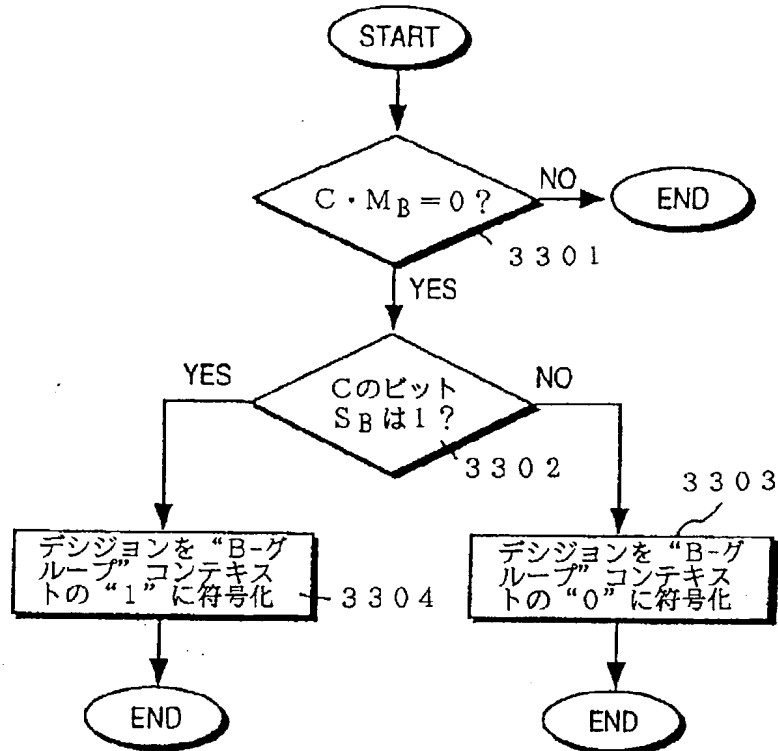 START
C・M_B＝0？
NO
END
3301
YES
YES
Cのビット
S_Bは1？
NO
3302
3303
デシジョンを “B-グ
ループ” コンテキス
トの “1” に符号化
3304
デシジョンを “B-グ
ループ” コンテキス
トの “0” に符号化
END
END